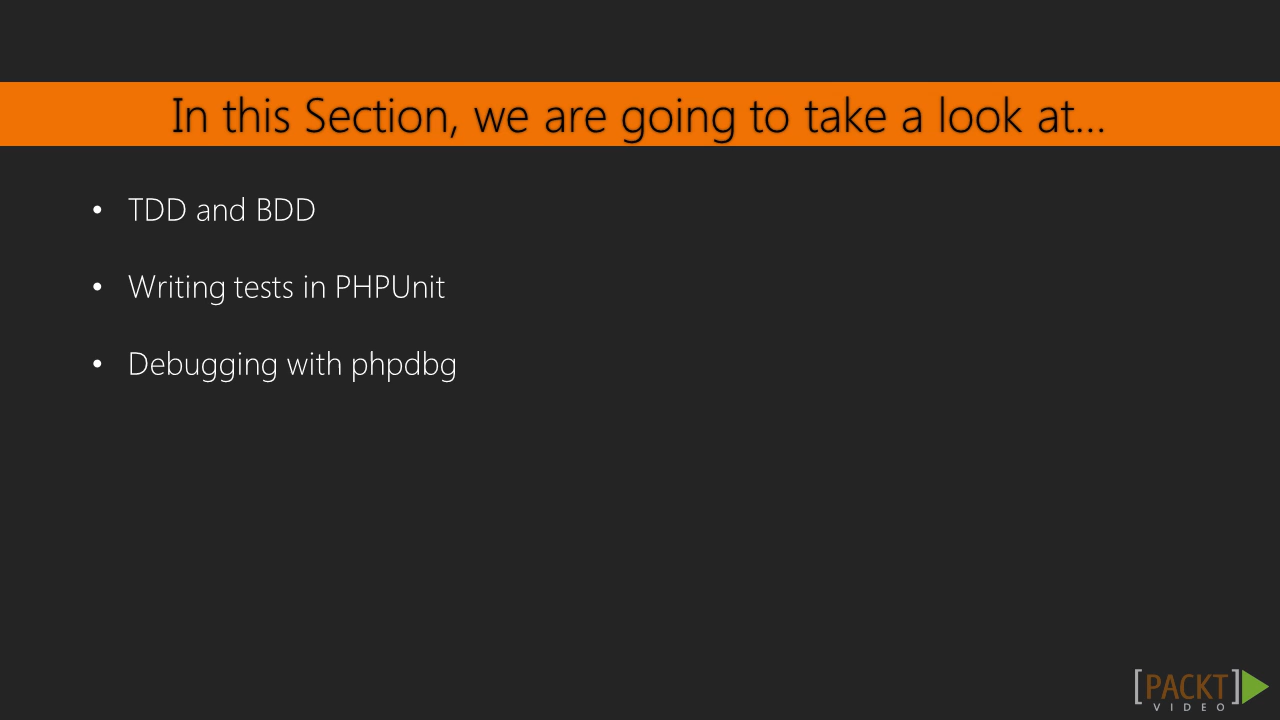 In this Section, we are going to take a look at...
• TDD and BDD
• Writing tests in PHPUnit
• Debugging with phpdbg
[PACKT]
VIDEO